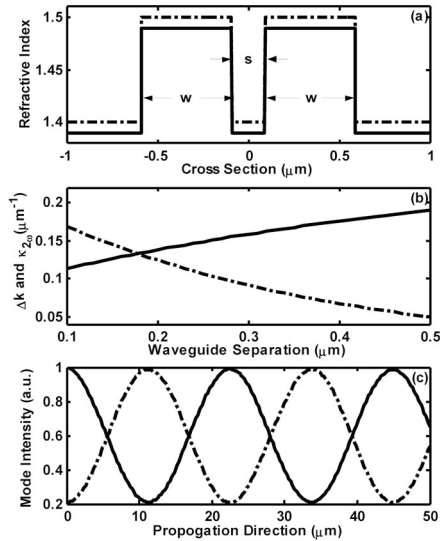 (a)
Refractive Index
1.5
1.45
1.4
s
w
w
-1
-0.5
0
0.5
1
Cross Section (μm)
(b)
Δk and κ2ω(μm-1)
0.2
0.15
0.1
0.05
0.1
0.2
0.3
0.4
0.5
Waveguide Separation (μm)
(c)
Mode Intensity (a.u.)
1
0.8
0.6
0.4
0.2
0
10
20
30
40
50
Propogation Direction (μm)